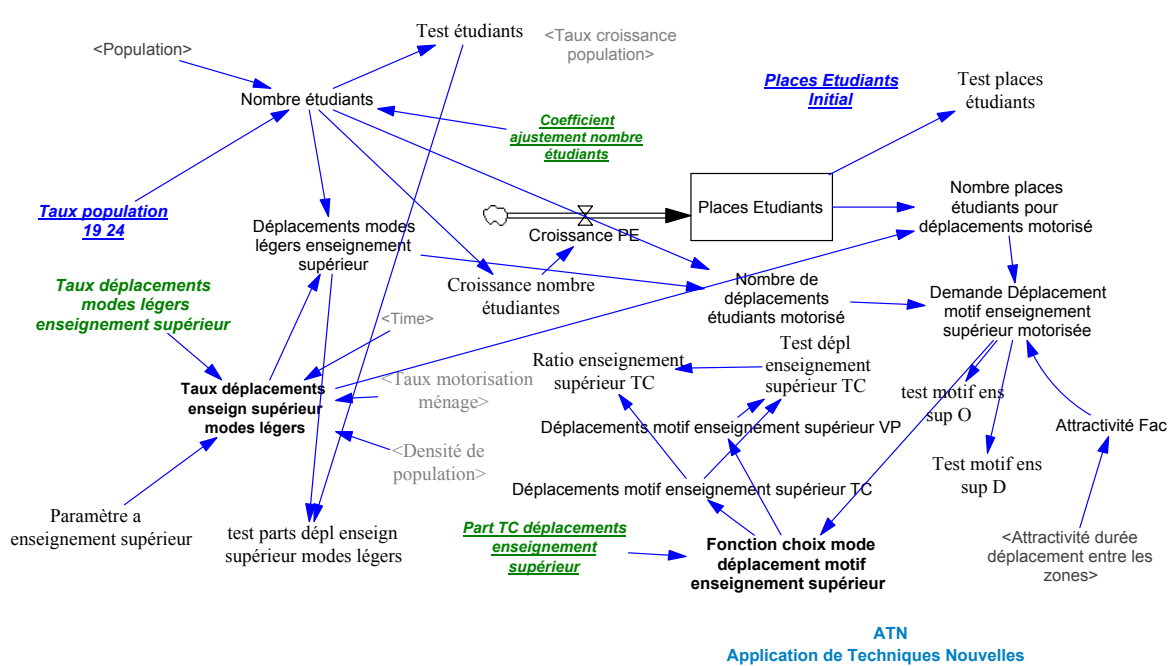 Test étudiants
<Taux croissance
population>
<Population>
Places Etudiants
Initial
Test places
étudiants
Nombre étudiants
Coefficient
ajustement nombre
étudiants
Taux population
19 24
Places Etudiants
Nombre places
étudiants pour
déplacements motorisé
Déplacements modes
légers enseignement
supérieur
Croissance PE
Taux déplacements
modes légers
enseignement supérieur
Croissance nombre
étudiantes
Nombre de
déplacements
étudiants motorisé
Demande Déplacement
motif enseignement
supérieur motorisée
<Time>
Ratio enseignement
supérieur TC
Test dépl
enseignement
supérieur TC
Taux déplacements
enseign supérieur
modes légers
<Taux motorisation
ménage>
test motif ens
sup O
Déplacements motif enseignement supérieur VP
Attractivité Fac
<Densité de
population>
Test motif ens
sup D
Déplacements motif enseignement supérieur TC
Paramètre a
enseignement supérieur
test parts dépl enseign
supérieur modes légers
Part TC déplacements
enseignement
supérieur
Fonction choix mode
déplacement motif
enseignement supérieur
<Attractivité durée
déplacement entre les
zones>
ATN
Application de Techniques Nouvelles